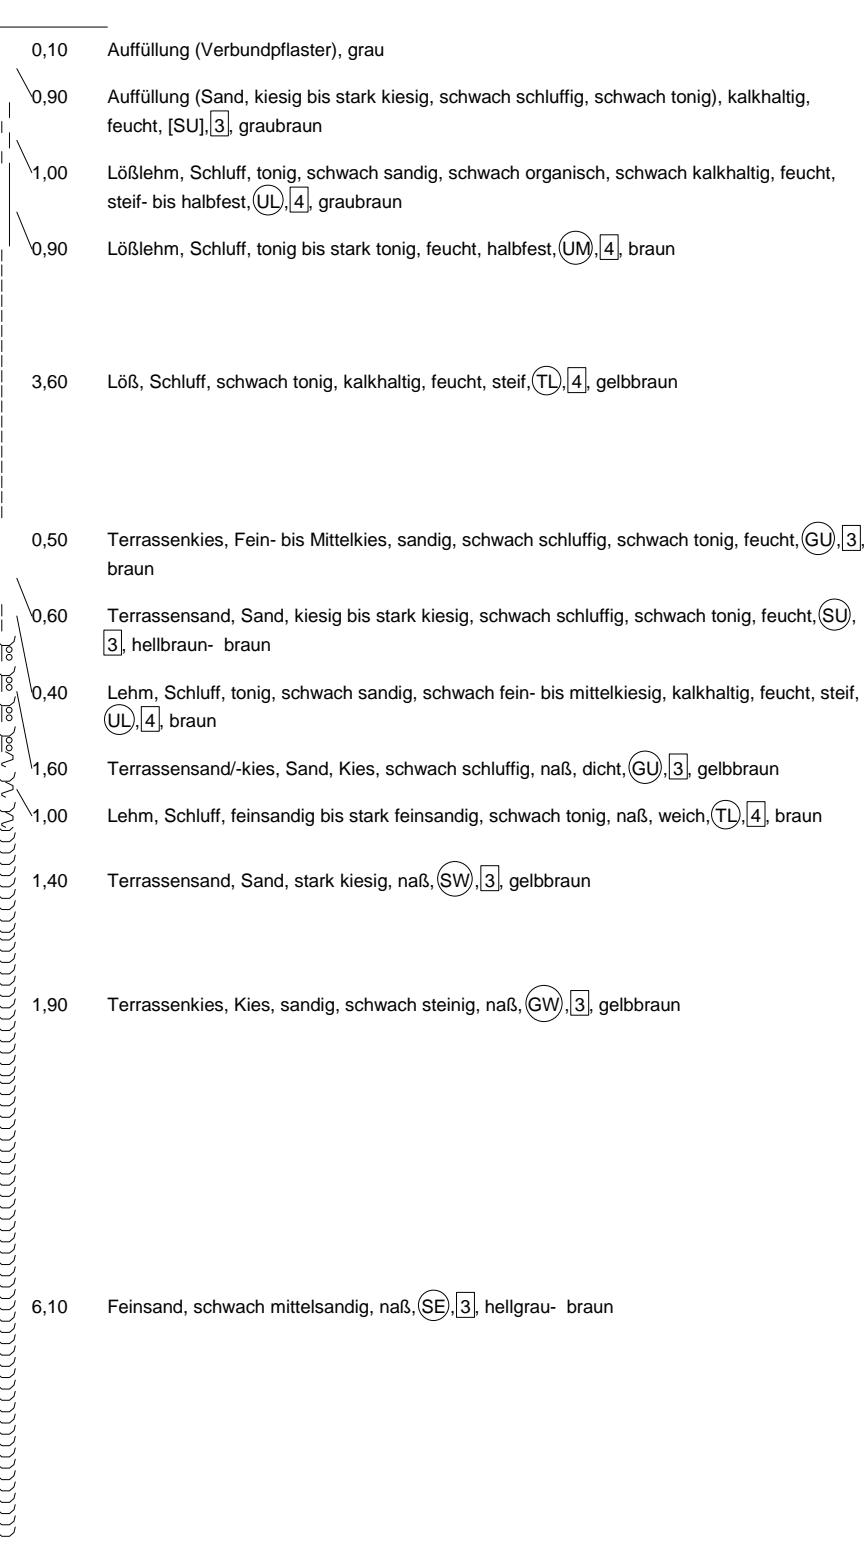 0,10 Auffüllung (Verbundpflaster), grau
0,90 Auffüllung (Sand, kiesig bis stark kiesig, schwach schluffig, schwach tonig), kalkhaltig,
feucht, [SU], 3, graubraun
1,00 Lößlehm, Schluff, tonig, schwach sandig, schwach organisch, schwach kalkhaltig, feucht,
steif- bis halbfest, UL, 4, graubraun
0,90 Lößlehm, Schluff, tonig bis stark tonig, feucht, halbfest, UM, 4, braun
3,60 Löß, Schluff, schwach tonig, kalkhaltig, feucht, steif, TL, 4, gelbbraun
0,50 Terrassenkies, Fein- bis Mittelkies, sandig, schwach schluffig, schwach tonig, feucht, GU, 3,
braun
0,60 Terrassensand, Sand, kiesig bis stark kiesig, schwach schluffig, schwach tonig, feucht, SU,
3, hellbraun- braun
0,40 Lehm, Schluff, tonig, schwach sandig, schwach fein- bis mittelkiesig, kalkhaltig, feucht, steif,
UL, 4, braun
1,60 Terrassensand/-kies, Sand, Kies, schwach schluffig, naß, dicht, GU, 3, gelbbraun
1,00 Lehm, Schluff, feinsandig bis stark feinsandig, schwach tonig, naß, weich, TL, 4, braun
1,40 Terrassensand, Sand, stark kiesig, naß, SW, 3, gelbbraun
1,90 Terrassenkies, Kies, sandig, schwach steinig, naß, GW, 3, gelbbraun
6,10 Feinsand, schwach mittelsandig, naß, SE, 3, hellgrau- braun